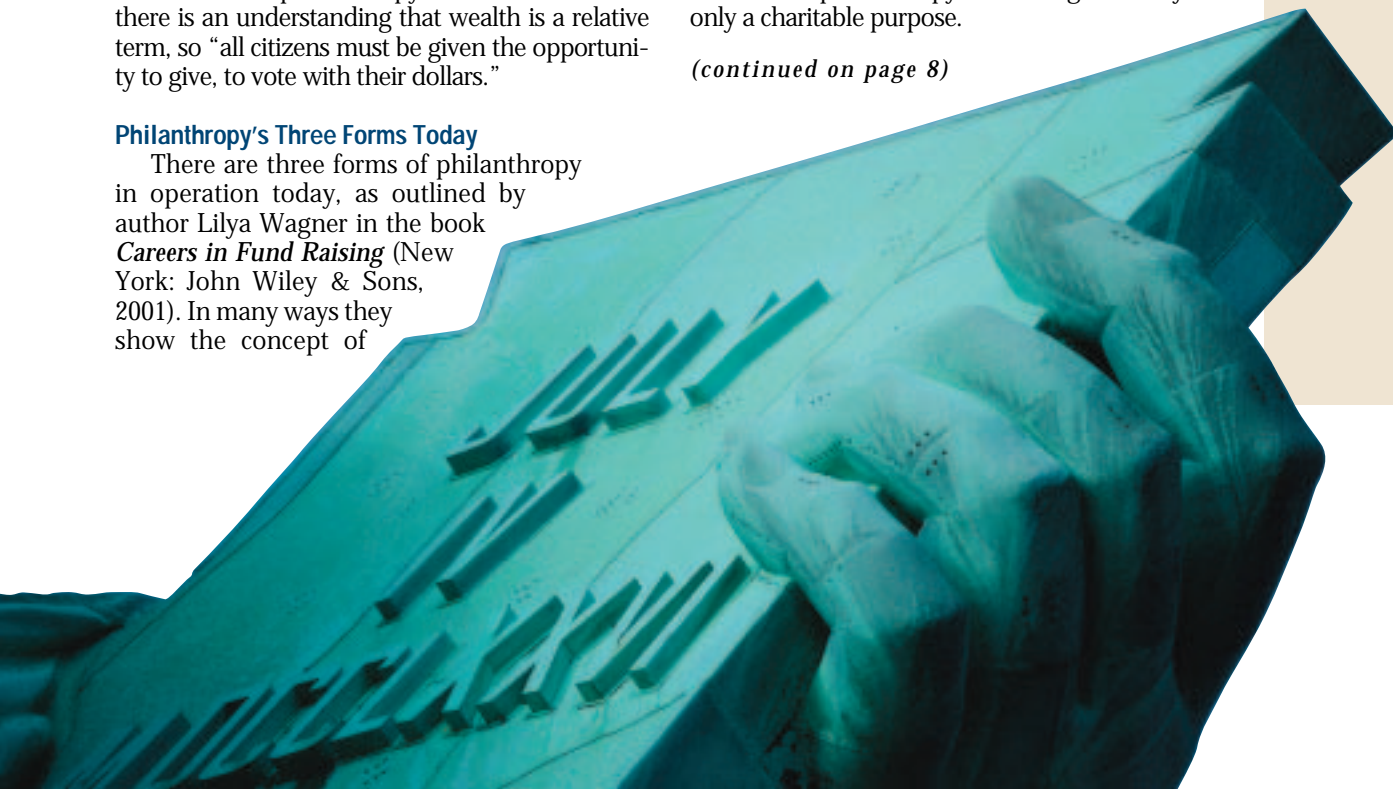 there is an understanding that wealth is a relative
term, so “all citizens must be given the opportuni-
ty to give, to vote with their dollars.”
Philanthropy’s Three Forms Today
There are three forms of philanthropy
in operation today, as outlined by
author Lilya Wagner in the book
Careers in Fund Raising (New
York: John Wiley & Sons,
2001). In many ways they
show the concept of
only a charitable purpose.
(continued on page 8)
JULY
IV